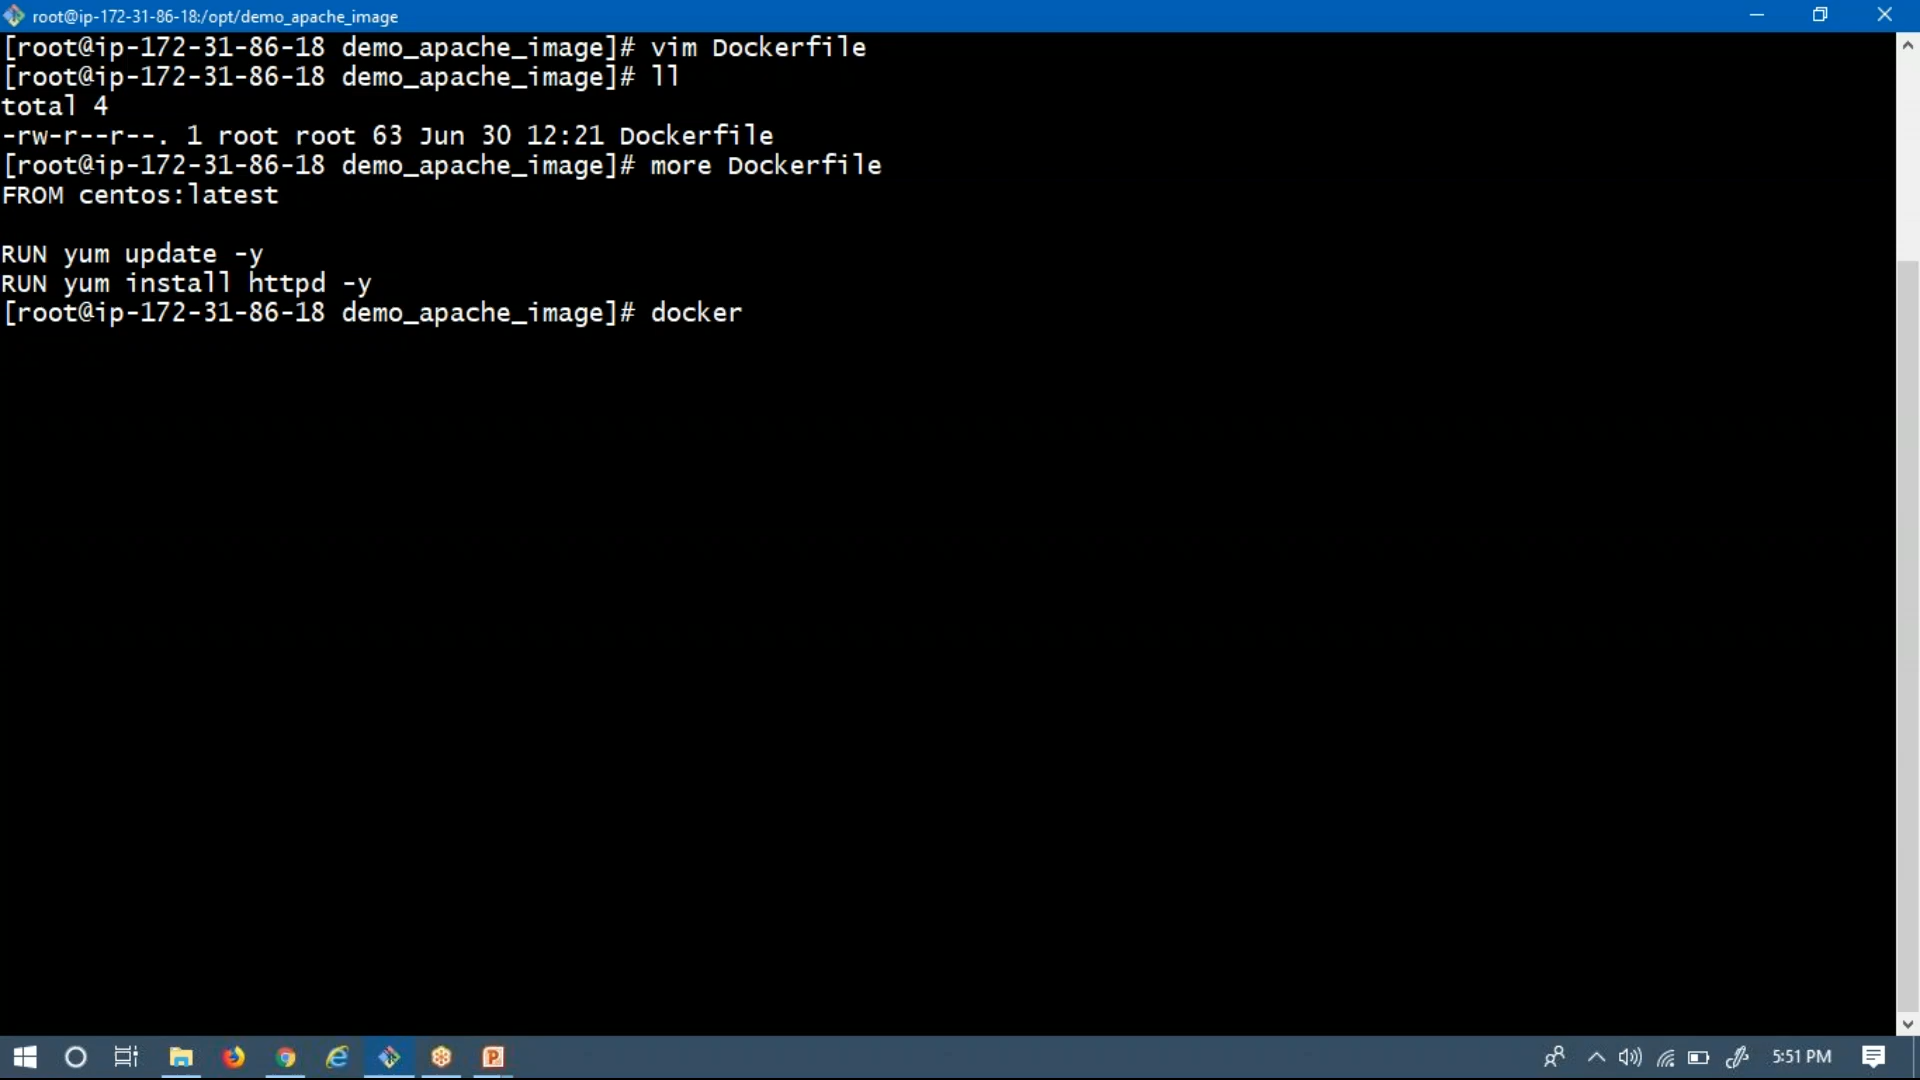 root@ip-172-31-86-18:/opt/demo_apache_image
[root@ip-172-31-86-18 demo_apache_image]# vim Dockerfile
[root@ip-172-31-86-18 demo_apache_image]# ll
total 4
-rw-r--r--. 1 root root 63 Jun 30 12:21 Dockerfile
[root@ip-172-31-86-18 demo_apache_image]# more Dockerfile
FROM centos:latest
RUN yum update -y
RUN yum install httpd -y
[root@ip-172-31-86-18 demo_apache_image]# docker
5:51 PM